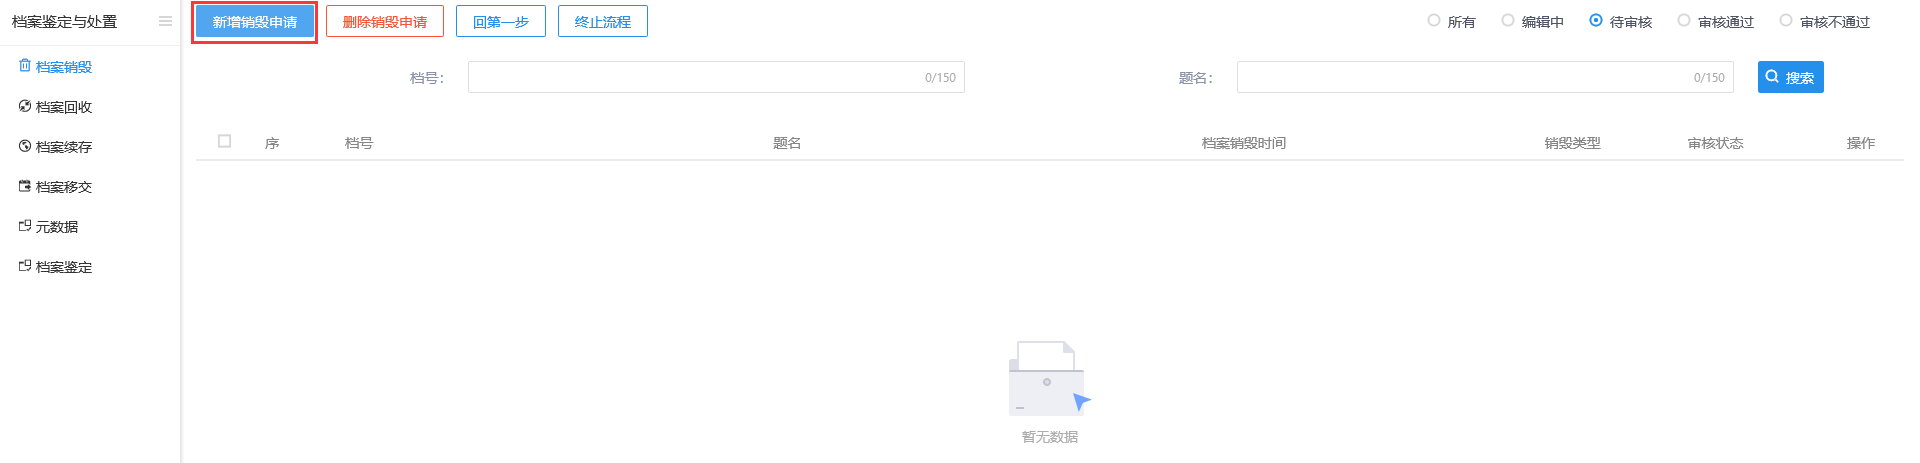 档案鉴定与处置
档案销毁
档案回收
档案续存
档案移交
元数据
档案鉴定
新增销毁申请 删除销毁申请 回第一步 终止流程 所有 编辑中 待审核 审核通过 审核不通过
档号： 0/150 题名： 0/150 搜索
序 档号 题名 档案销毁时间 销毁类型 审核状态 操作
暂无数据